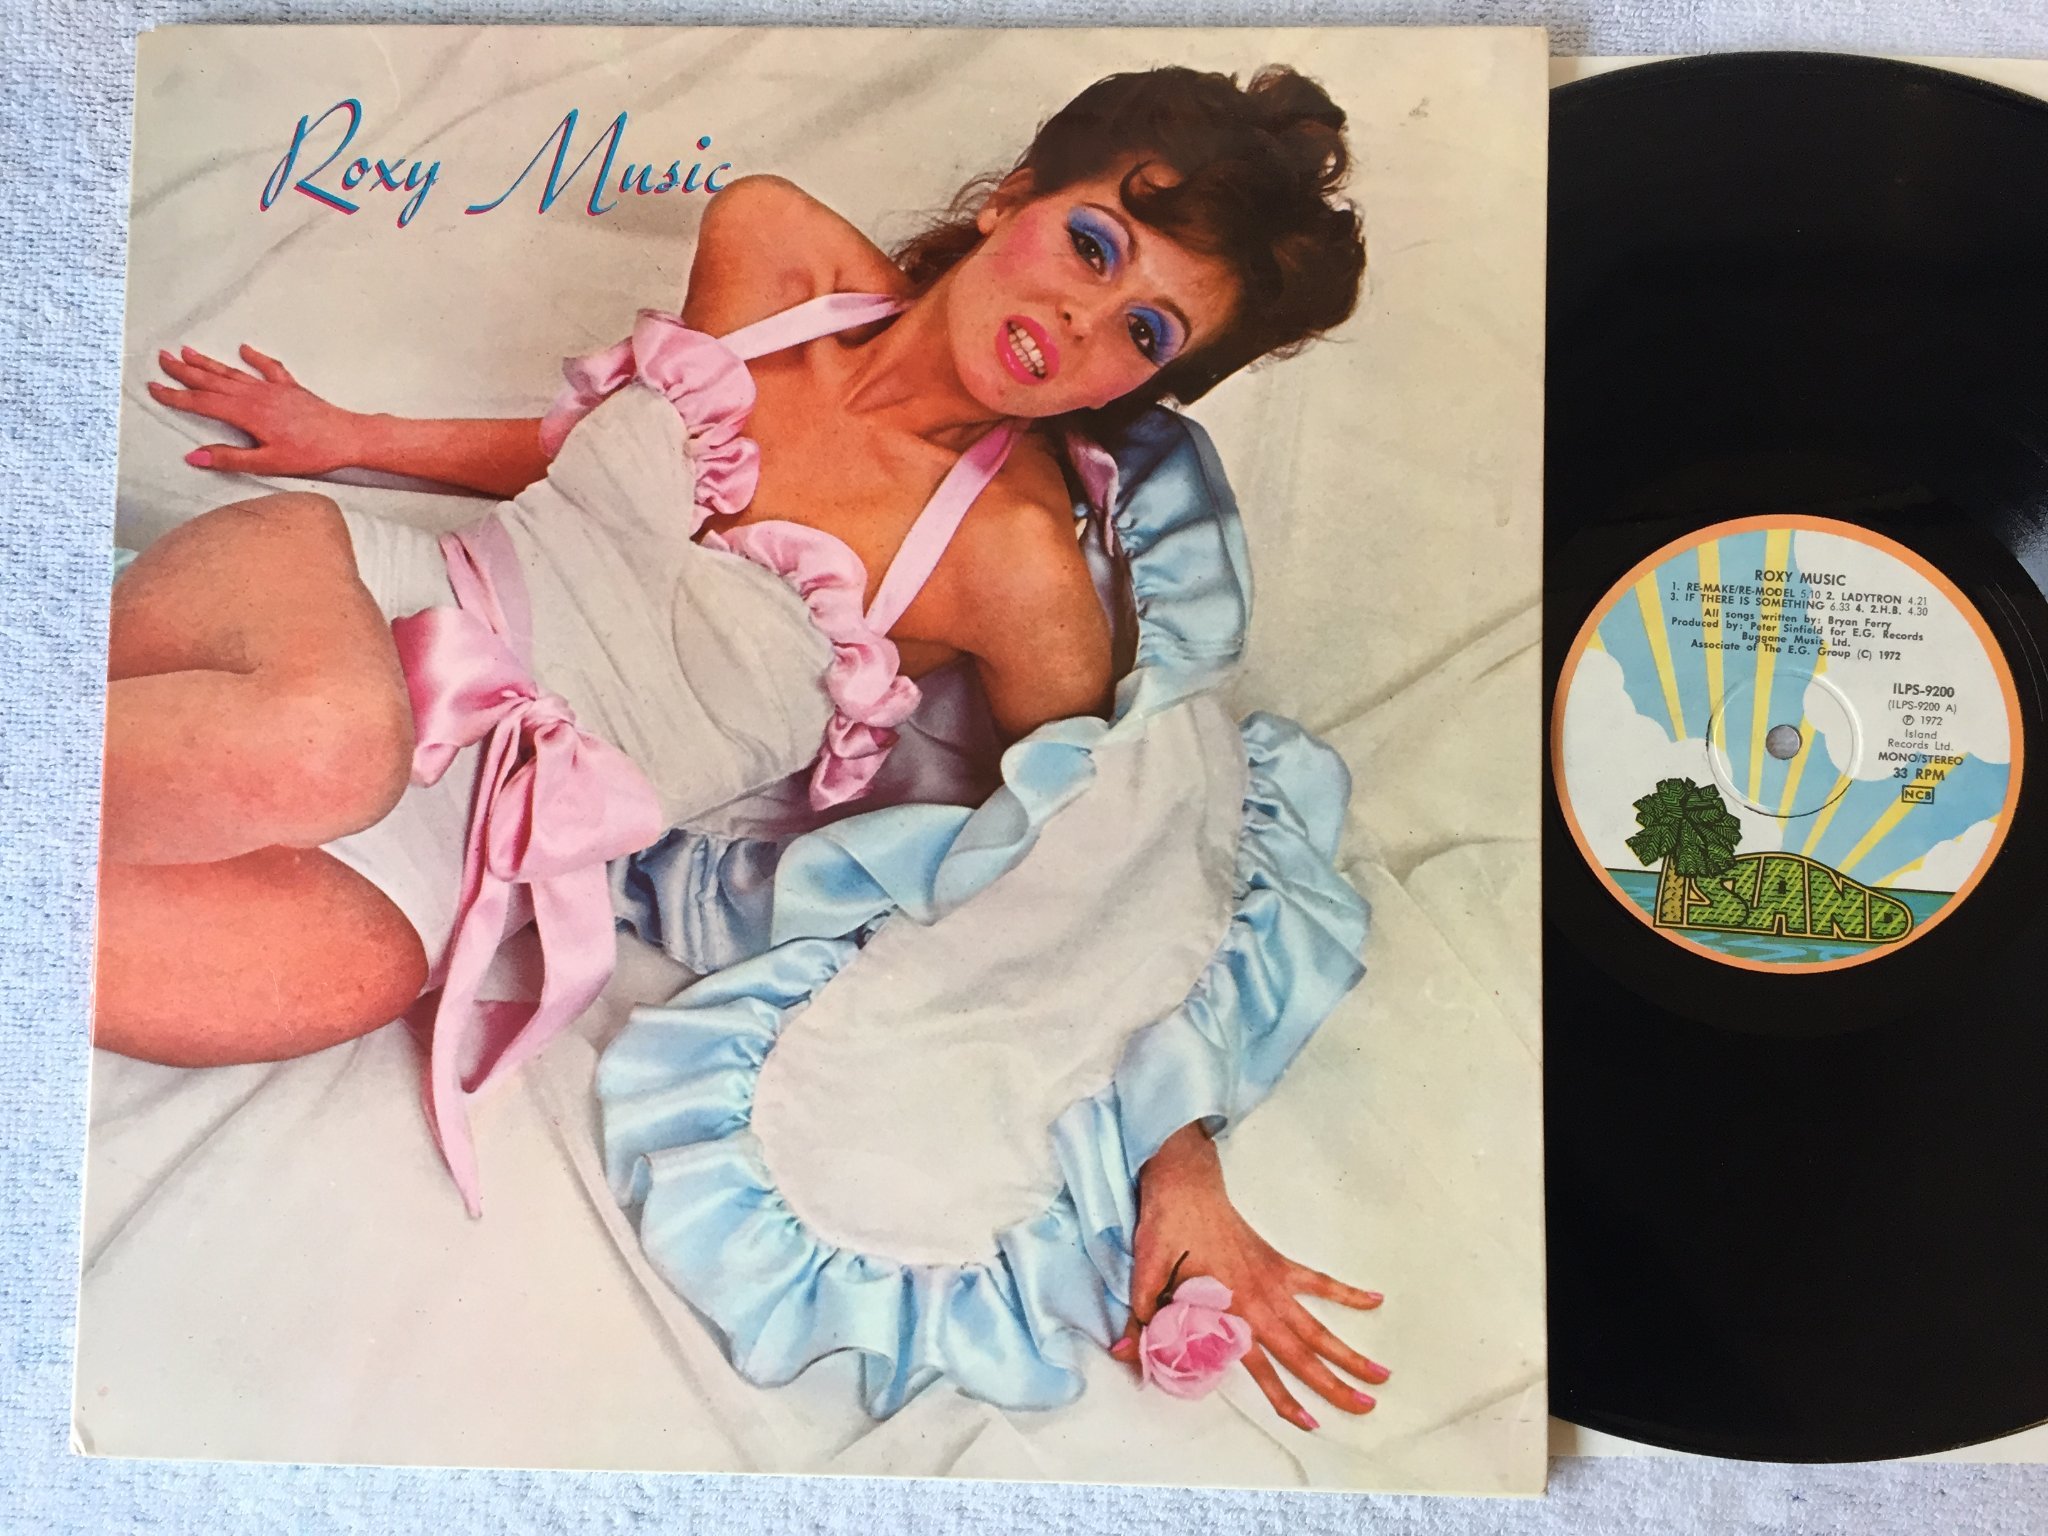 Roxy Music
ROXY MUSIC
1. RE-MAKE/RE-MODEL 5.10 2. LADYTRON 4.21
3. IF THERE IS SOMETHING 6.33 4. 2.H.B. 4.30
All songs written by: Bryan Ferry
Produced by: Peter Sinfield for E.G. Records
Buggane Music Ltd.
Associate of The E.G. Group (C) 1972
ILPS-9200
(ILPS-9200 A)
℗ 1972
Island
Records Ltd.
MONO/STEREO
33 RPM
NCB
ISLAND